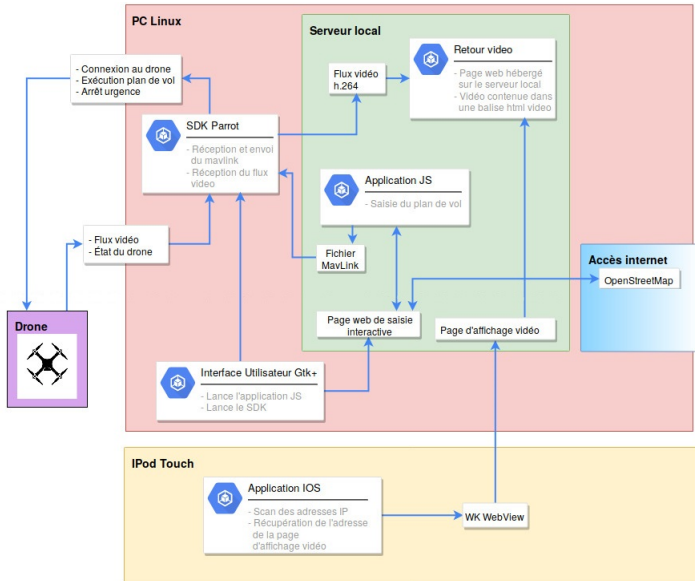 PC Linux
Serveur local
- Connexion au drone
- Exécution plan de vol
- Arrêt urgence
Flux vidéo
h.264
Retour video
- Page web hébergé
sur le serveur local
- Vidéo contenue dans
une balise html video
SDK Parrot
- Réception et envoi
du mavlink
- Réception du flux
video
Application JS
- Saisie du plan de vol
- Flux vidéo
- État du drone
Fichier
MavLink
Accès internet
OpenStreetMap
Drone
Page web de saisie
interactive
Page d'affichage vidéo
Interface Utilisateur Gtk+
- Lance l'application JS
- Lance le SDK
IPod Touch
Application IOS
- Scan des adresses IP
- Récupération de l'adresse
de la page
d'affichage vidéo
WK WebView